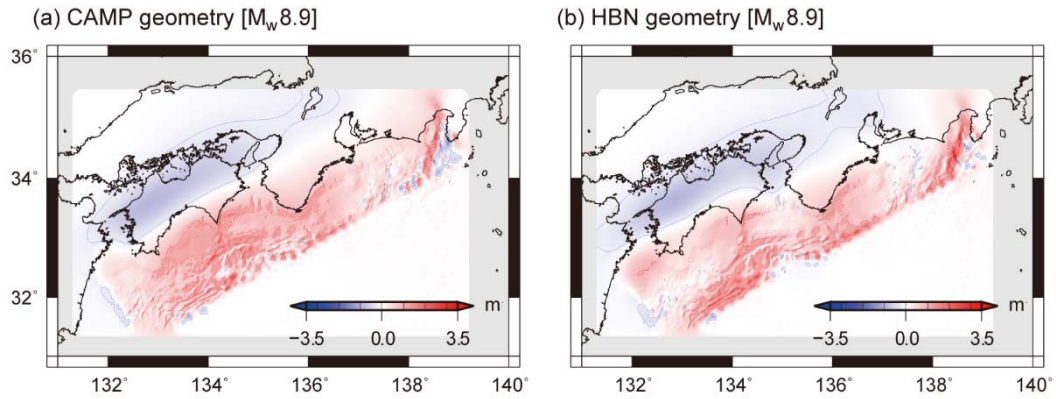 (a) CAMP geometry [Mw8.9]
(b) HBN geometry [Mw8.9]
36°
34°
32°
−3.5 0.0 3.5 m
−3.5 0.0 3.5 m
132° 134° 136° 138° 140°
132° 134° 136° 138° 140°